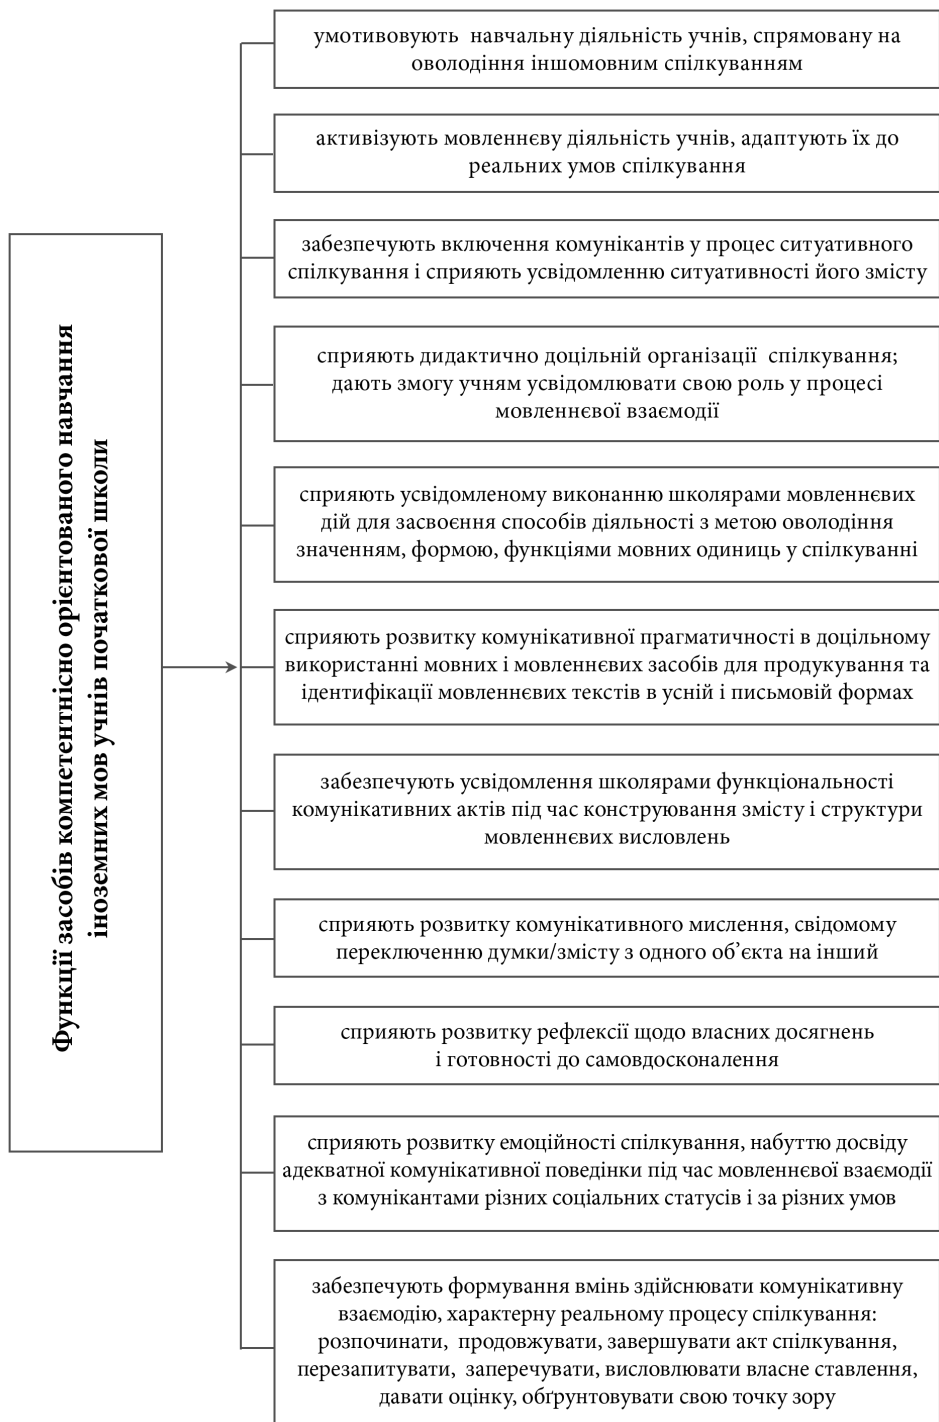 Функції засобів компетентнісно орієнтованого навчання
іноземних мов учнів початкової школи
умотивовують навчальну діяльність учнів, спрямовану на
оволодіння іншомовним спілкуванням
активізують мовленнєву діяльність учнів, адаптують їх до
реальних умов спілкування
забезпечують включення комунікантів у процес ситуативного
спілкування і сприяють усвідомленню ситуативності його змісту
сприяють дидактично доцільній організації спілкування;
дають змогу учням усвідомлювати свою роль у процесі
мовленнєвої взаємодії
сприяють усвідомленому виконанню школярами мовленнєвих
дій для засвоєння способів діяльності з метою оволодіння
значенням, формою, функціями мовних одиниць у спілкуванні
сприяють розвитку комунікативної прагматичності в доцільному
використанні мовних і мовленнєвих засобів для продукування та
ідентифікації мовленнєвих текстів в усній і письмовій формах
забезпечують усвідомлення школярами функціональності
комунікативних актів під час конструювання змісту і структури
мовленнєвих висловлень
сприяють розвитку комунікативного мислення, свідомому
переключенню думки/змісту з одного об’єкта на інший
сприяють розвитку рефлексії щодо власних досягнень
і готовності до самовдосконалення
сприяють розвитку емоційності спілкування, набуттю досвіду
адекватної комунікативної поведінки під час мовленнєвої взаємодії
з комунікантами різних соціальних статусів і за різних умов
забезпечують формування вмінь здійснювати комунікативну
взаємодію, характерну реальному процесу спілкування:
розпочинати, продовжувати, завершувати акт спілкування,
перезапитувати, заперечувати, висловлювати власне ставлення,
давати оцінку, обґрунтовувати свою точку зору